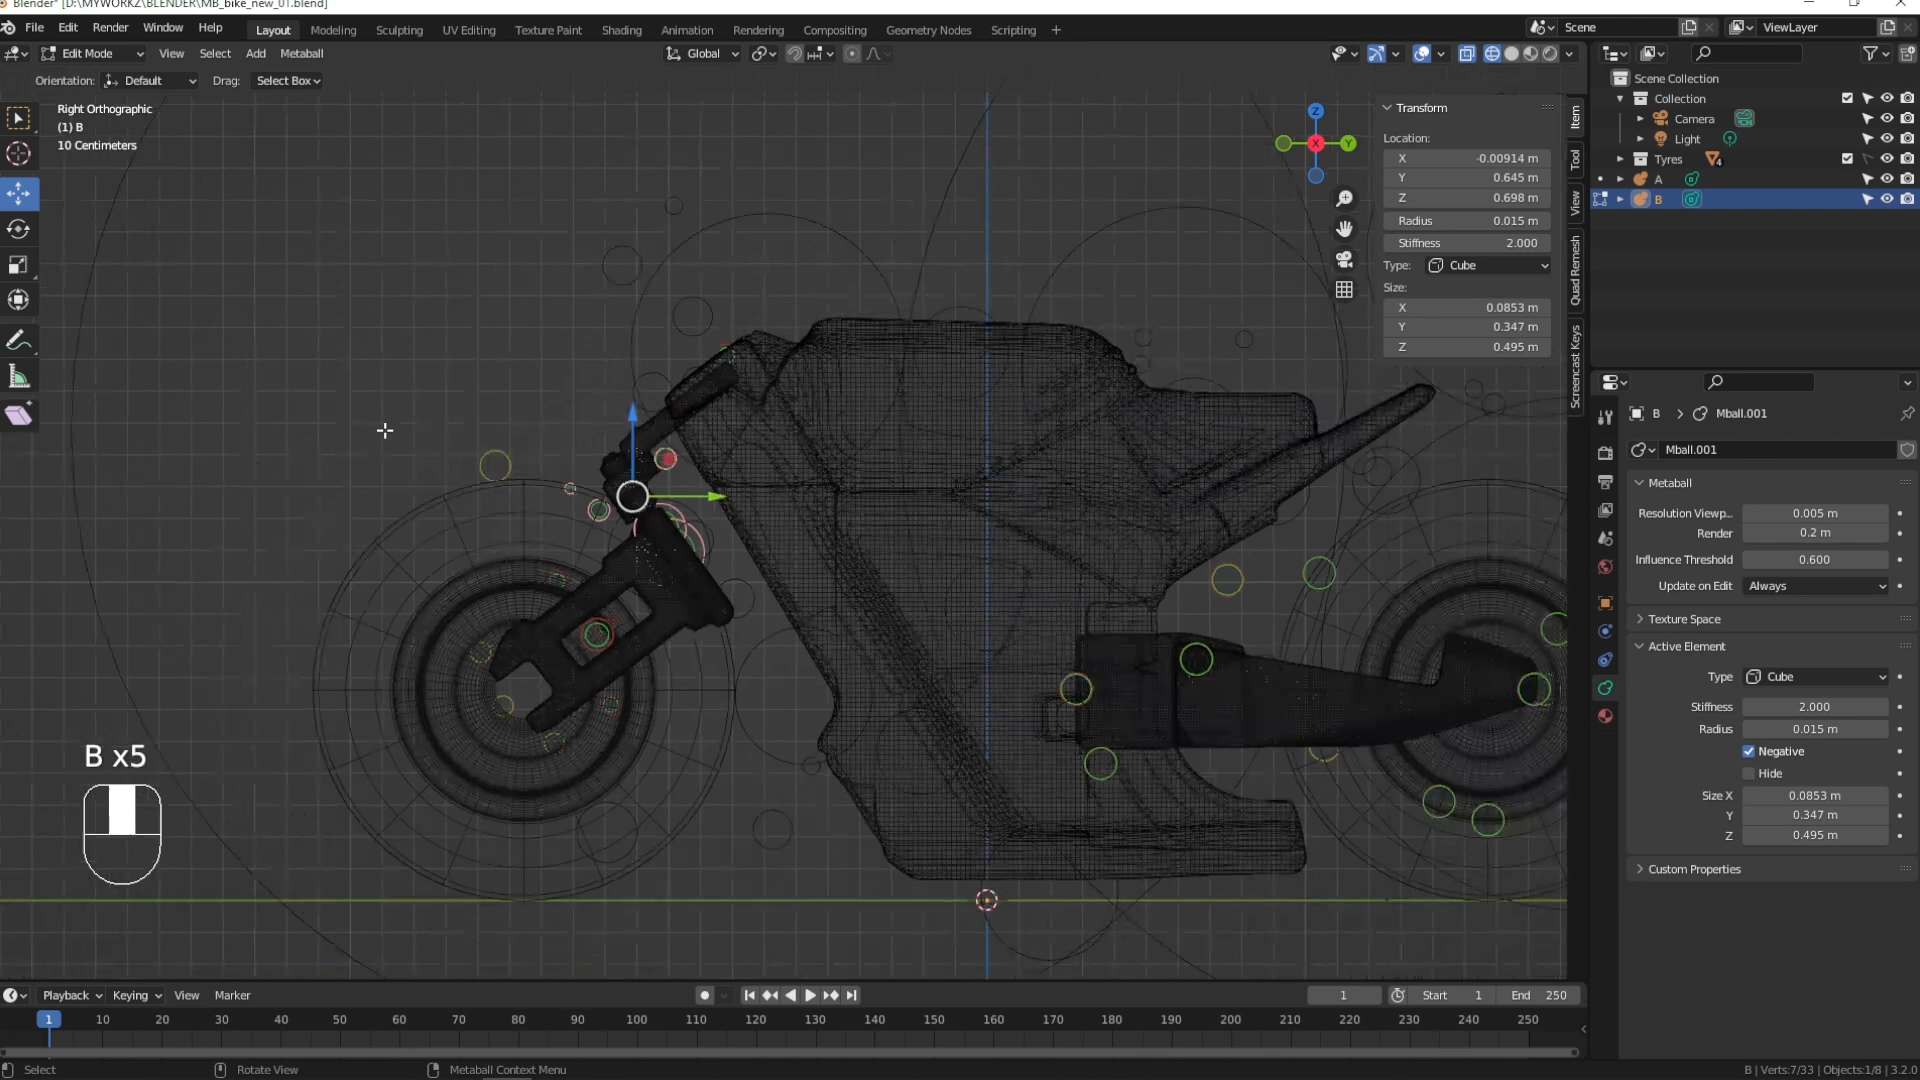 Blender* [D:\MYWORKZ\BLENDER\MB_bike_new_01.blend]
File Edit Render Window Help Layout Modeling Sculpting UV Editing Texture Paint Shading Animation Rendering Compositing Geometry Nodes Scripting + Scene ViewLayer
Edit Mode View Select Add Metaball Global
Orientation: Default Drag: Select Box
Right Orthographic
(1) B
10 Centimeters
Z
X
Y
Transform
Location:
X -0.00914 m
Y 0.645 m
Z 0.698 m
Radius 0.015 m
Stiffness 2.000
Type: Cube
Size:
X 0.0853 m
Y 0.347 m
Z 0.495 m
Item
Tool
View
Quad Remesh
Screencast Keys
Scene Collection
Collection
Camera
Light
Tyres 4
A
B
B > Mball.001
Mball.001
Metaball
Resolution Viewp... 0.005 m
Render 0.2 m
Influence Threshold 0.600
Update on Edit Always
Texture Space
Active Element
Type Cube
Stiffness 2.000
Radius 0.015 m
Negative
Hide
Size X 0.0853 m
Y 0.347 m
Z 0.495 m
Custom Properties
B x5
Playback Keying View Marker 1 Start 1 End 250
1 10 20 30 40 50 60 70 80 90 100 110 120 130 140 150 160 170 180 190 200 210 220 230 240 250
Select Rotate View Metaball Context Menu B | Verts:7/33 | Objects:1/8 | 3.2.0